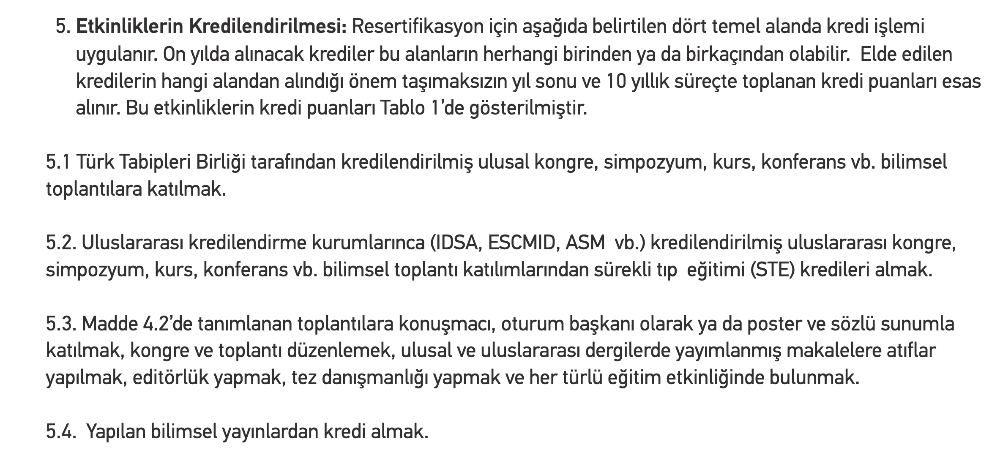 5. Etkinliklerin Kredilendirilmesi: Resertifikasyon için aşağıda belirtilen dört temel alanda kredi işlemi
uygulanır. On yılda alınacak krediler bu alanların herhangi birinden ya da birkaçından olabilir.  Elde edilen
kredilerin hangi alandan alındığı önem taşımaksızın yıl sonu ve 10 yıllık süreçte toplanan kredi puanları esas
alınır. Bu etkinliklerin kredi puanları Tablo 1’de gösterilmiştir.
5.1 Türk Tabipleri Birliği tarafından kredilendirilmiş ulusal kongre, simpozyum, kurs, konferans vb. bilimsel
toplantılara katılmak.
5.2. Uluslararası kredilendirme kurumlarınca (IDSA, ESCMID, ASM  vb.) kredilendirilmiş uluslararası kongre,
simpozyum, kurs, konferans vb. bilimsel toplantı katılımlarından sürekli tıp  eğitimi (STE) kredileri almak.
5.3. Madde 4.2’de tanımlanan toplantılara konuşmacı, oturum başkanı olarak ya da poster ve sözlü sunumla
katılmak, kongre ve toplantı düzenlemek, ulusal ve uluslararası dergilerde yayımlanmış makalelere atıflar
yapılmak, editörlük yapmak, tez danışmanlığı yapmak ve her türlü eğitim etkinliğinde bulunmak.
5.4.  Yapılan bilimsel yayınlardan kredi almak.